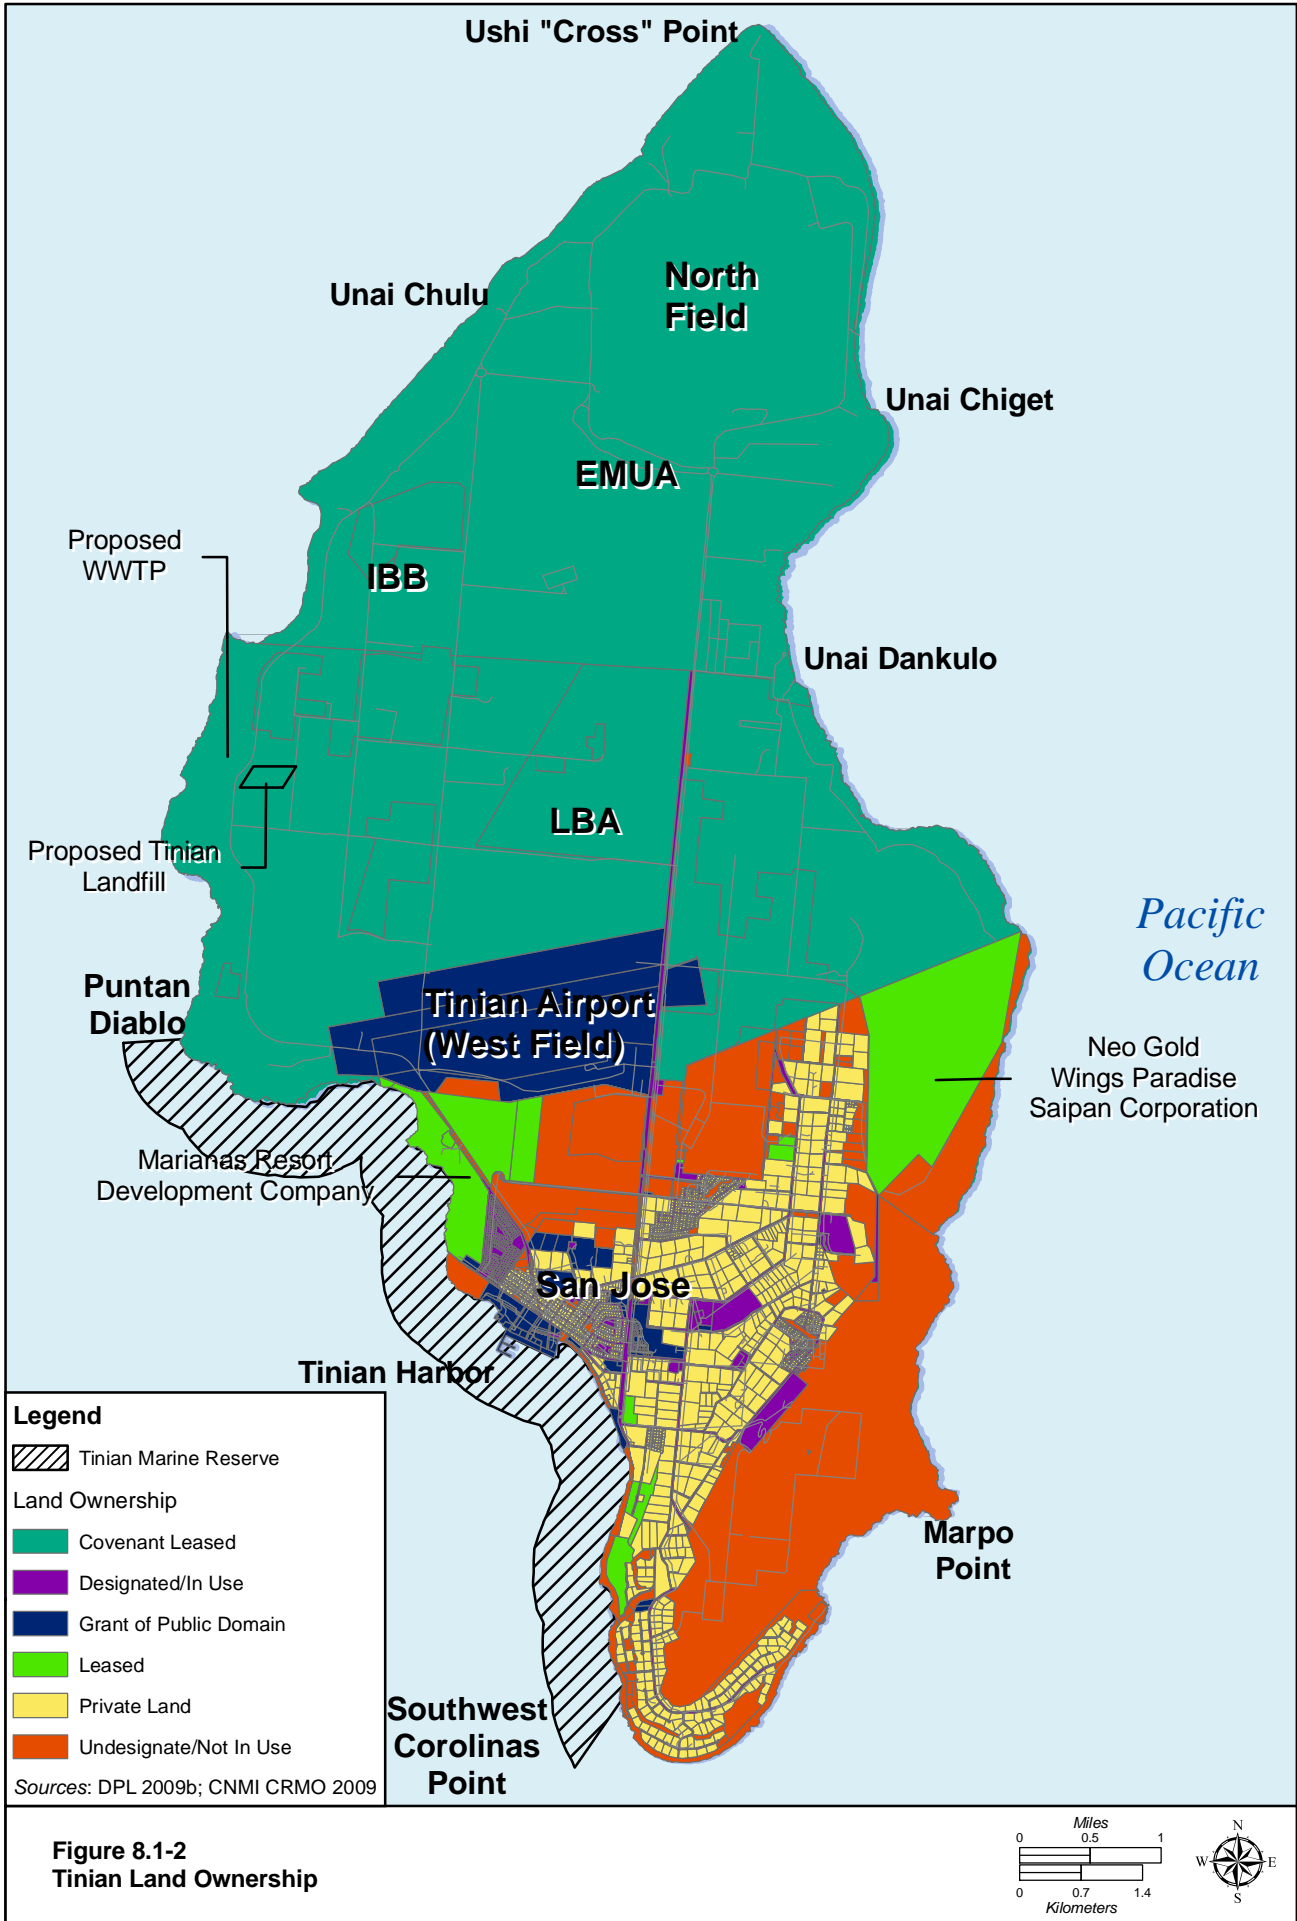 Ushi "Cross" Point
North
Field
Unai Chulu
Unai Chiget
EMUA
Proposed
WWTP
IBB
Unai Dankulo
LBA
Proposed Tinian
Landfill
Pacific
Ocean
Puntan
Diablo
Tinian Airport
(West Field)
Neo Gold
Wings Paradise
Saipan Corporation
Marianas Resort
Development Company
San Jose
Tinian Harbor
Legend
Tinian Marine Reserve
Land Ownership
Covenant Leased
Designated/In Use
Grant of Public Domain
Leased
Private Land
Undesignate/Not In Use
Sources: DPL 2009b; CNMI CRMO 2009
Marpo
Point
Southwest
Corolinas
Point
Figure 8.1-2
Tinian Land Ownership
Miles
0 0.5 1
0 0.7 1.4
Kilometers
N
W E
S